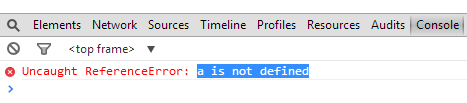 Elements Network Sources Timeline Profiles Resources Audits Console
<top frame> ▼
Uncaught ReferenceError: a is not defined
>